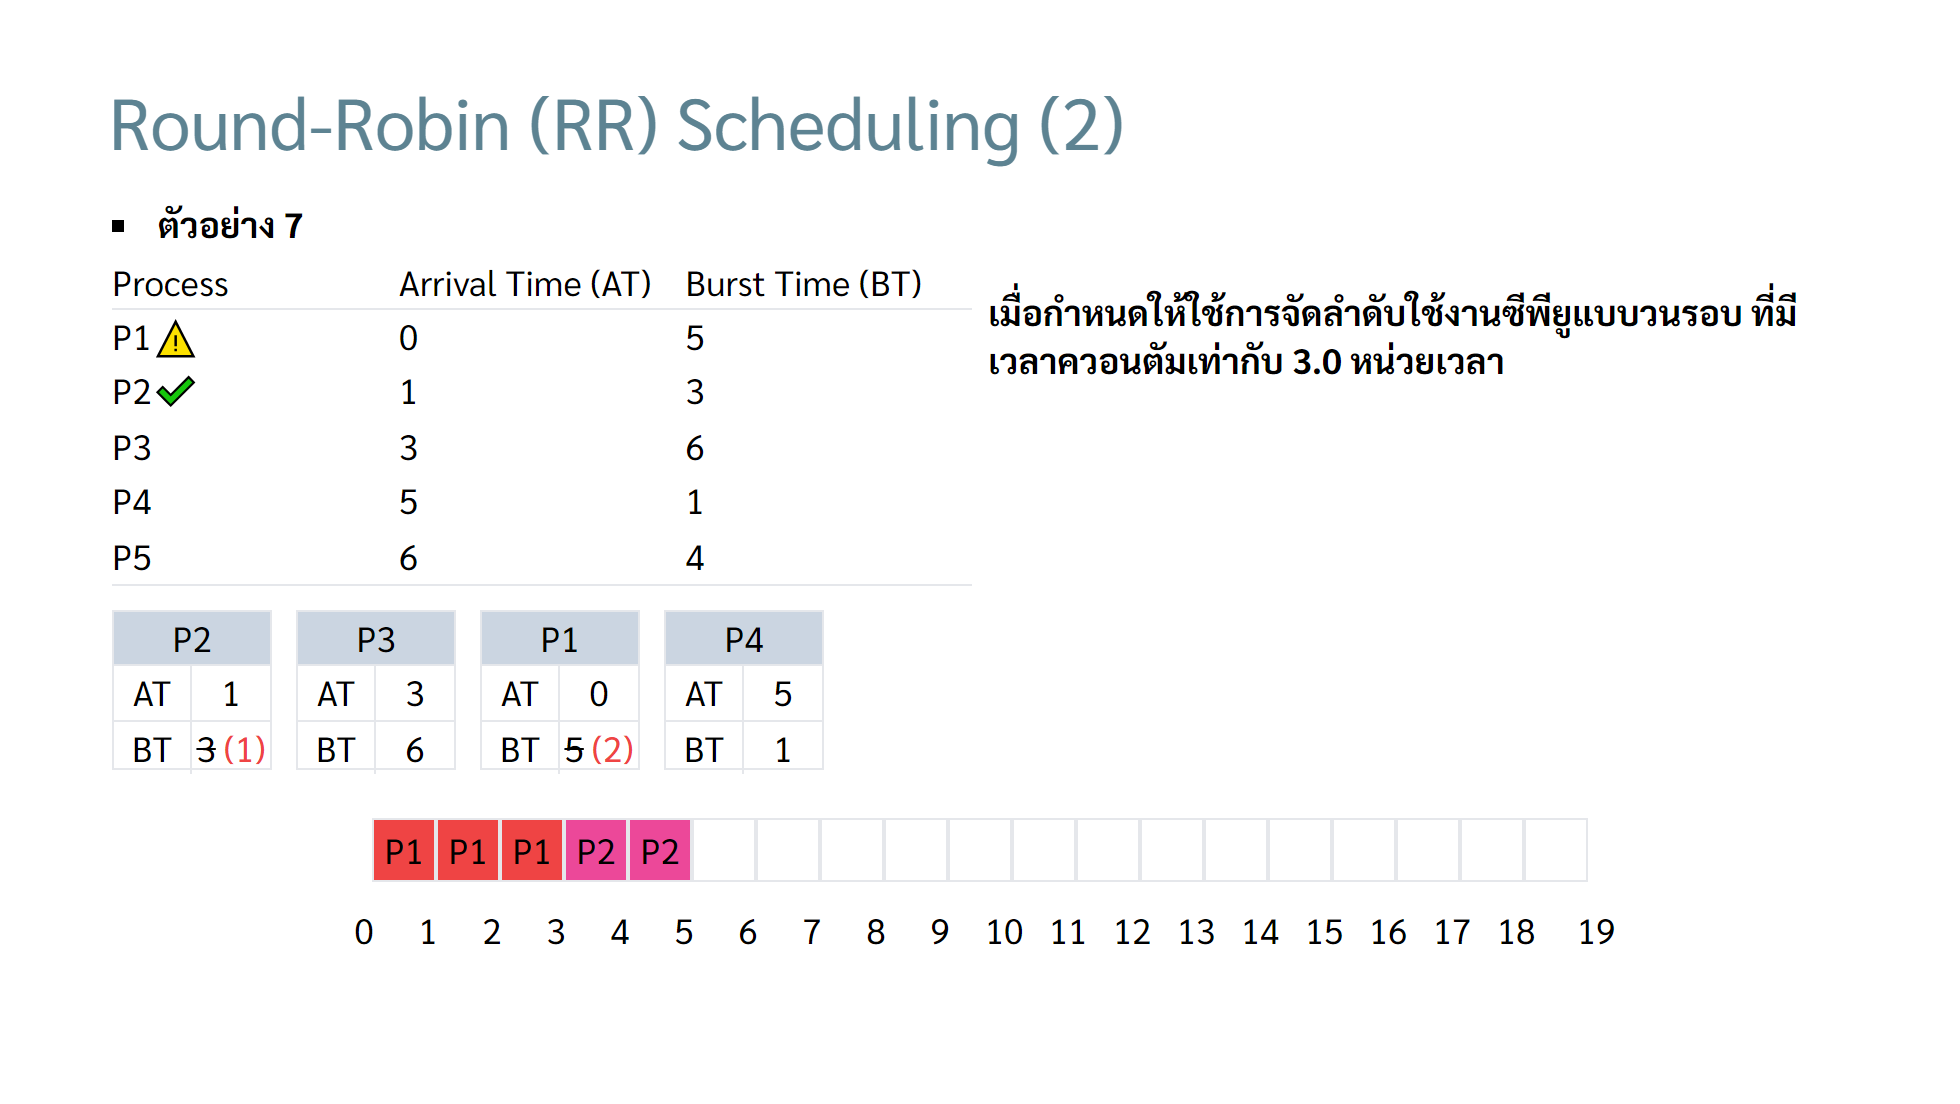 Round-Robin (RR) Scheduling (2)
▪ ตัวอย่าง 7
Process Arrival Time (AT) Burst Time (BT)
P1 0 5
P2 1 3
P3 3 6
P4 5 1
P5 6 4
เมื่อกำหนดให้ใช้การจัดลำดับใช้งานซีพียูแบบวนรอบ ที่มี
เวลาควอนตัมเท่ากับ 3.0 หน่วยเวลา
P2 P3 P1 P4
AT 1 AT 3 AT 0 AT 5
BT 3 (1) BT 6 BT 5 (2) BT 1
P1 P1 P1 P2 P2
0 1 2 3 4 5 6 7 8 9 10 11 12 13 14 15 16 17 18 19